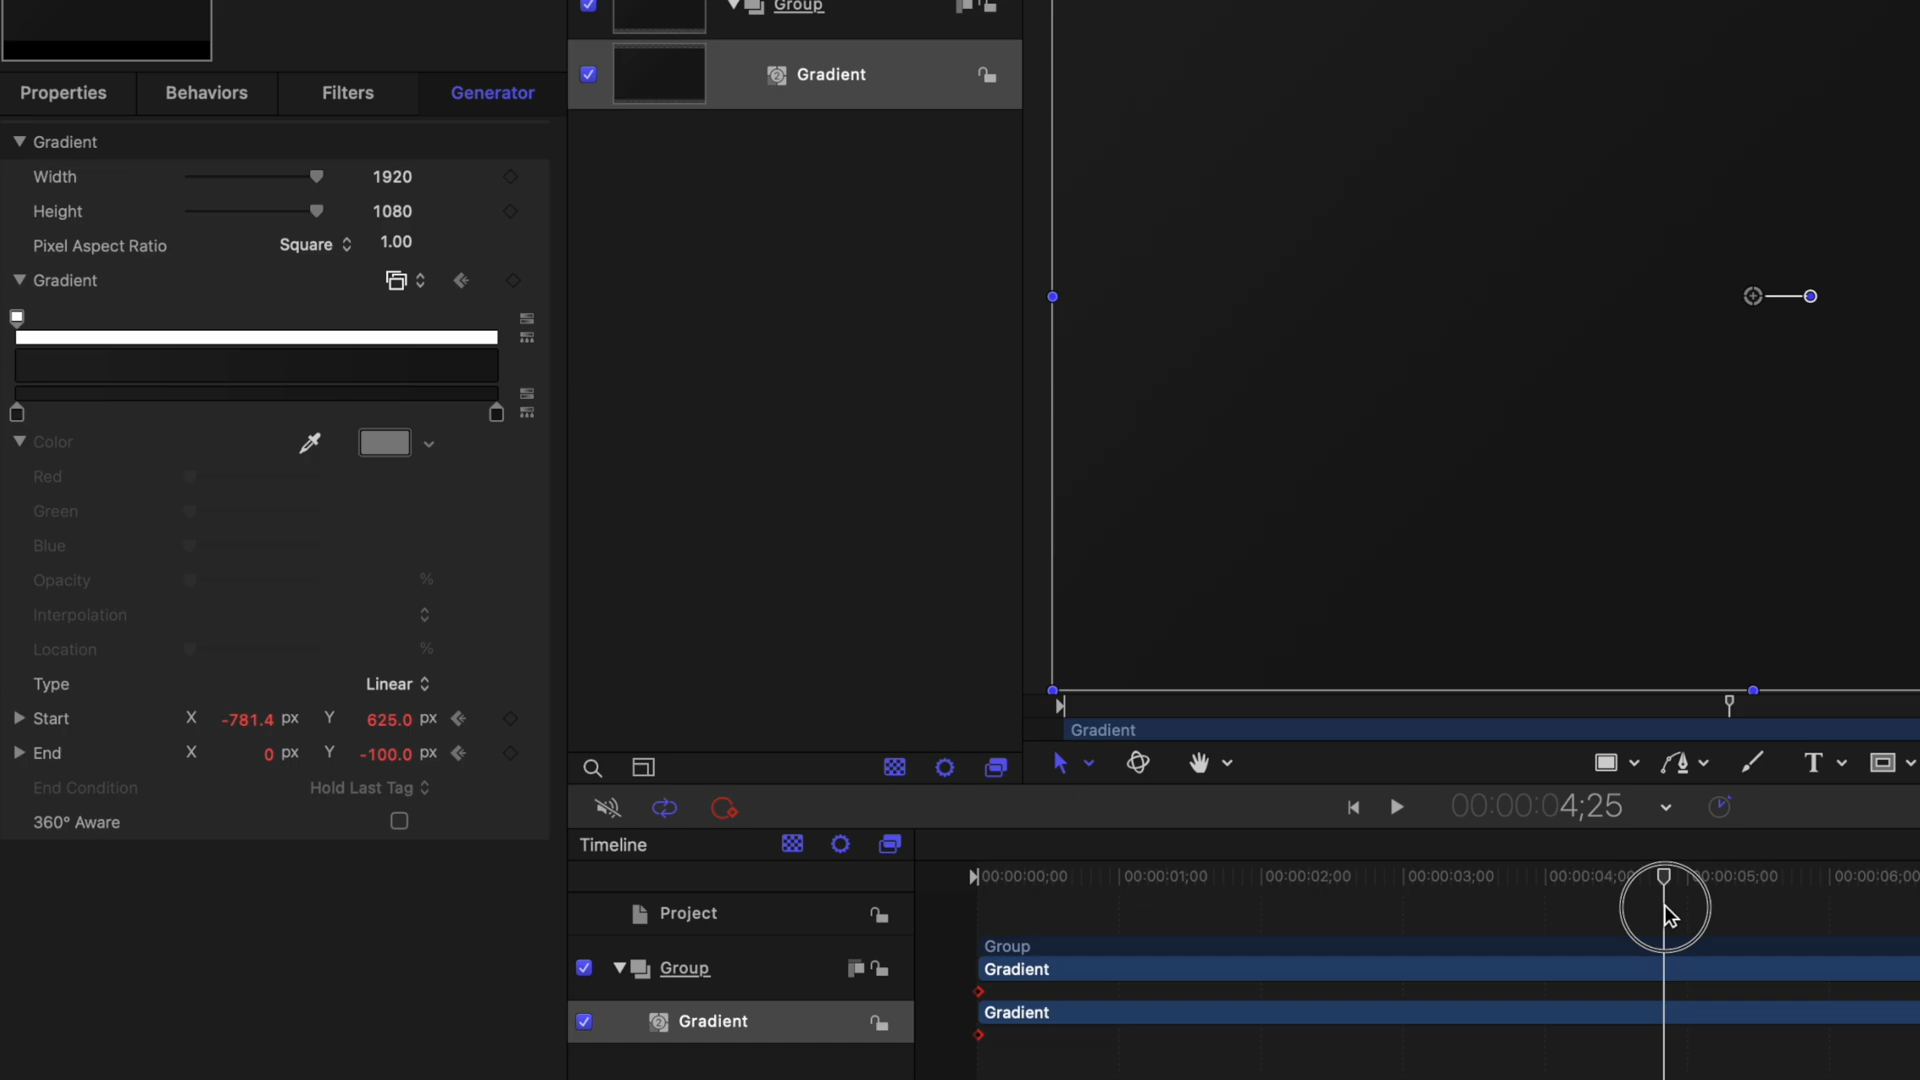 Group
Gradient
Properties
Behaviors
Filters
Generator
Gradient
Width 1920
Height 1080
Pixel Aspect Ratio Square 1.00
Gradient
Color
Red
Green
Blue
Opacity %
Interpolation
Location %
Type Linear
Start X -781.4 px Y 625.0 px
End X 0 px Y -100.0 px
End Condition Hold Last Tag
360° Aware
Gradient
T
00:00:04;25
Timeline
00:00:00;00 00:00:01;00 00:00:02;00 00:00:03;00 00:00:04;00 00:00:05;00 00:00:06;00
Project
Group
Gradient
Group
Gradient
Gradient